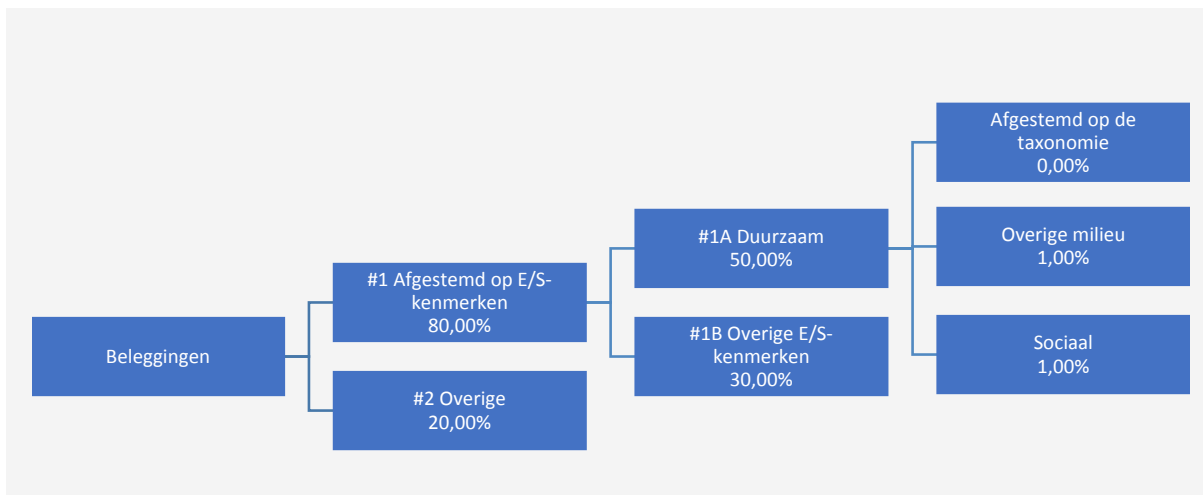 Beleggingen
#1 Afgestemd op E/S-
kenmerken
80,00%
#2 Overige
20,00%
#1A Duurzaam
50,00%
#1B Overige E/S-
kenmerken
30,00%
Afgestemd op de
taxonomie
0,00%
Overige milieu
1,00%
Sociaal
1,00%